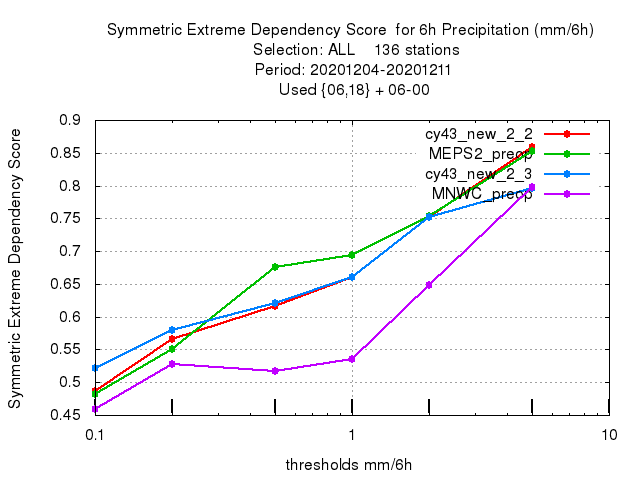 Symmetric Extreme Dependency Score  for 6h Precipitation (mm/6h)
Selection: ALL    136 stations
Period: 20201204-20201211
Used {06,18} + 06-00
Symmetric Extreme Dependency Score
0.9
0.85
0.8
0.75
0.7
0.65
0.6
0.55
0.5
0.45
cy43_new_2_2
MEPS2_precp
cy43_new_2_3
MNWC_precp
0.1
1
10
thresholds mm/6h